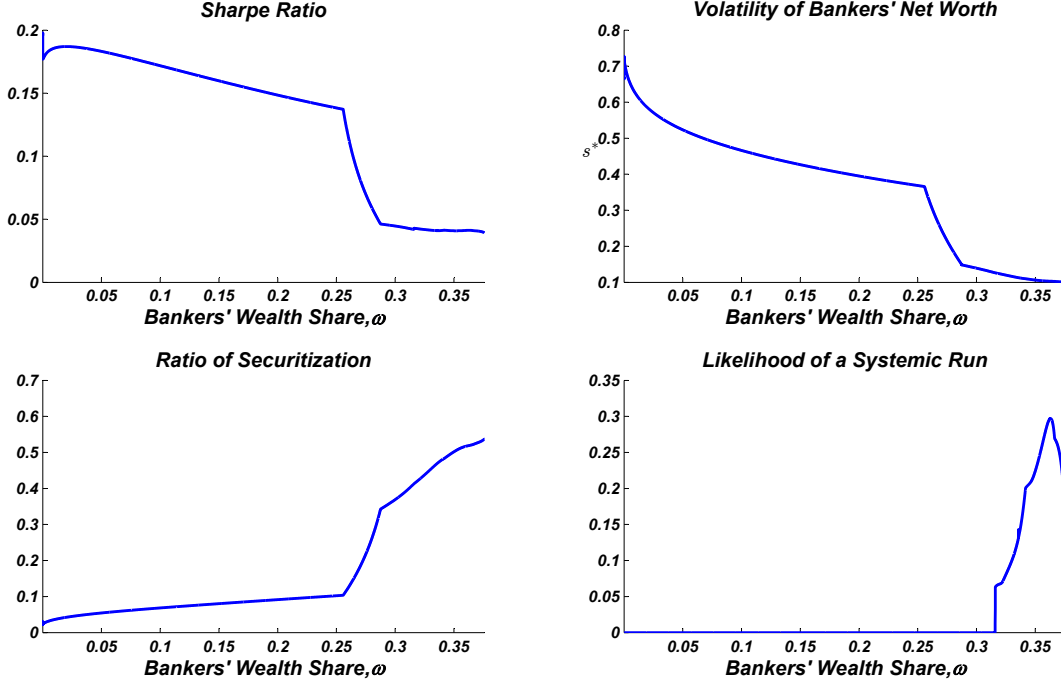 Sharpe Ratio
0.2
0.15
0.1
0.05
0
0.05 0.1 0.15 0.2 0.25 0.3 0.35
Bankers' Wealth Share,ω
Volatility of Bankers' Net Worth
0.8
0.7
0.6
0.5
s*
0.4
0.3
0.2
0.1
0.05 0.1 0.15 0.2 0.25 0.3 0.35
Bankers' Wealth Share,ω
Ratio of Securitization
0.7
0.6
0.5
0.4
0.3
0.2
0.1
0
0.05 0.1 0.15 0.2 0.25 0.3 0.35
Bankers' Wealth Share,ω
Likelihood of a Systemic Run
0.35
0.3
0.25
0.2
0.15
0.1
0.05
0
0.05 0.1 0.15 0.2 0.25 0.3 0.35
Bankers' Wealth Share,ω